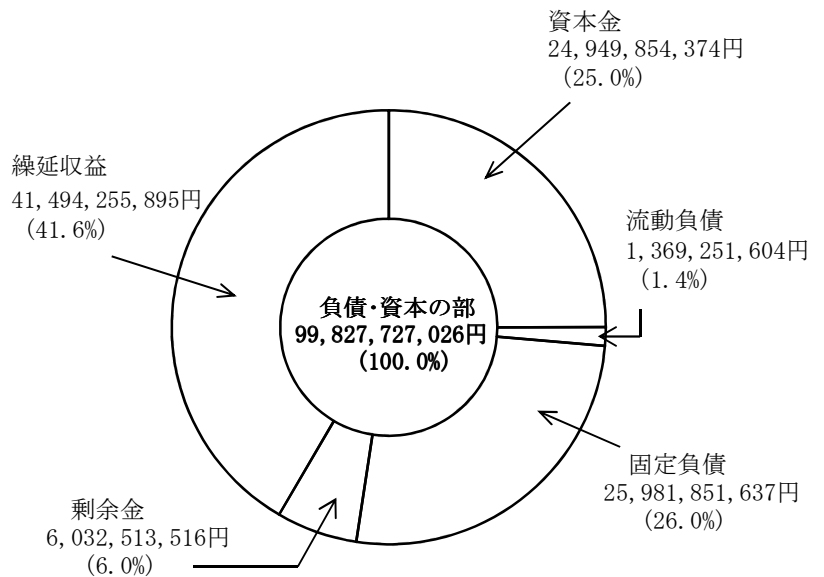 資本金
24,949,854,374円
(25.0%)
繰延収益
41,494,255,895円
(41.6%)
流動負債
1,369,251,604円
(1.4%)
負債・資本の部
99,827,727,026円
(100.0%)
固定負債
25,981,851,637円
(26.0%)
剰余金
6,032,513,516円
(6.0%)